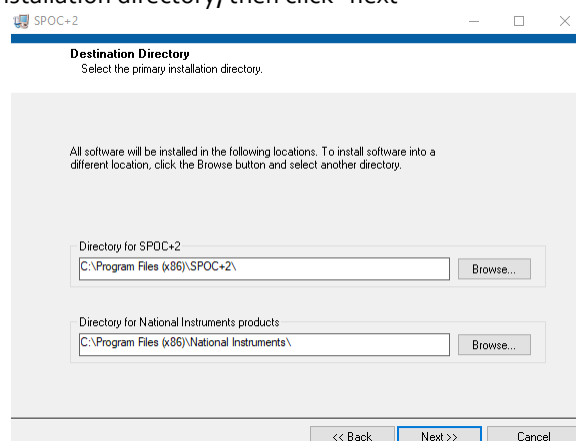 installation directory, then click "next"
SPOC+2
Destination Directory
Select the primary installation directory.
All software will be installed in the following locations. To install software into a
different location, click the Browse button and select another directory.
Directory for SPOC+2
C:\Program Files (x86)\SPOC+2\
Browse...
Directory for National Instruments products
C:\Program Files (x86)\National Instruments\
Browse...
<< Back
Next >>
Cancel